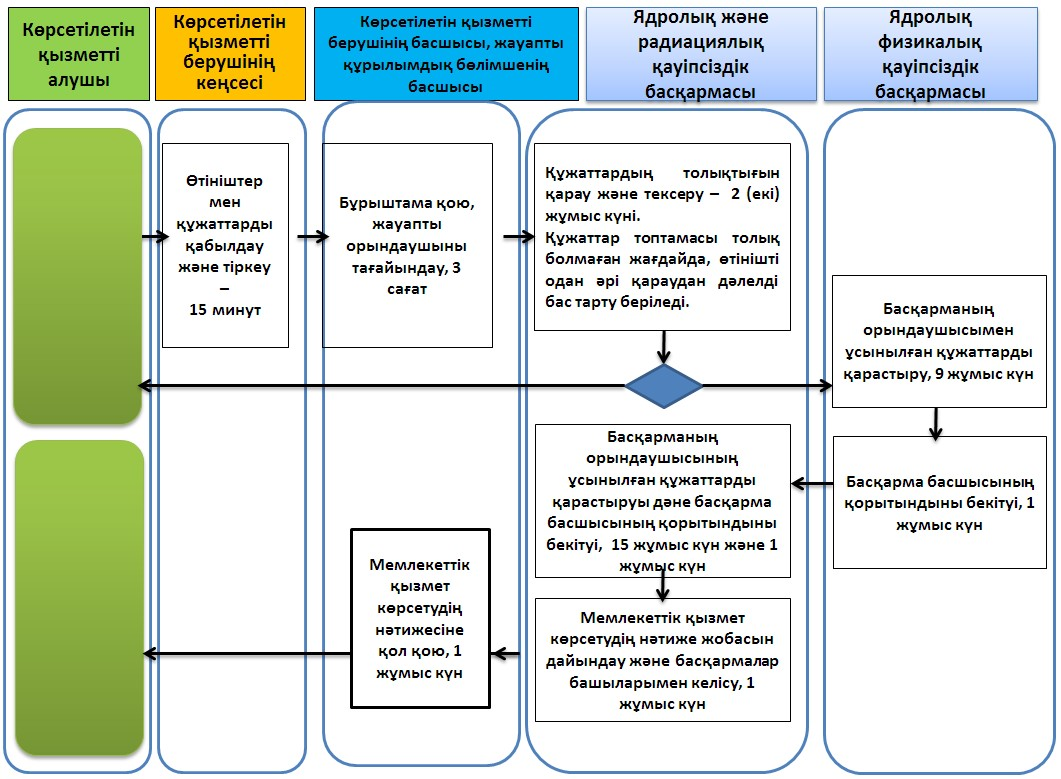 Көрсетілетін
қызметті
алушы
Көрсетілетін
қызметті
берушінің
кеңсесі
Көрсетілетін қызметті
берушінің басшысы, жауапты
құрылымдық бөлімшенің
басшысы
Ядролық және
радиациялық
қауіпсіздік
басқармасы
Ядролық
физикалық
қауіпсіздік
басқармасы
Өтініштер
мен
құжаттарды
қабылдау
және тіркеу
–
15 минут
Бұрыштама қою,
жауапты
орындаушыны
тағайындау, 3
сағат
Құжаттардың толықтығын
қарау және тексеру – 2 (екі)
жұмыс күні.
Құжаттар топтамасы толық
болмаған жағдайда, өтінішті
одан әрі қараудан дәлелді
бас тарту беріледі.
Басқарманың
орындаушысымен
ұсынылған құжаттарды
қарастыру, 9 жұмыс күн
Басқарма басшысының
қорытындыны бекітуі, 1
жұмыс күн
Басқарманың
орындаушысының
ұсынылған құжаттарды
қарастыруы дәне басқарма
басшысының қорытындыны
бекітуі, 15 жұмыс күн және 1
жұмыс күн
Мемлекеттік қызмет
көрсетудің нәтиже жобасын
дайындау және басқармалар
башыларымен келісу, 1
жұмыс күн
Мемлекеттік
қызмет
көрсетудің
нәтижесіне
қол қою, 1
жұмыс күн